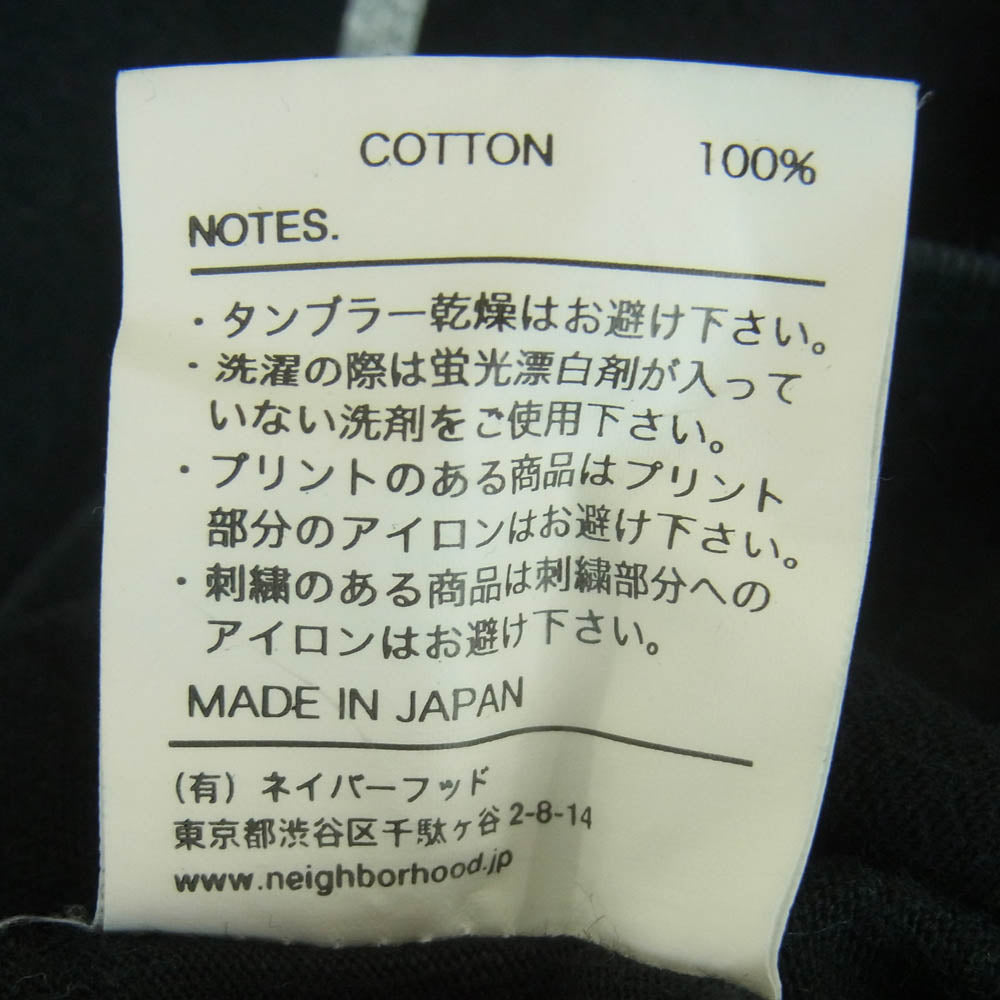 COTTON 100%
NOTES.
・タンブラー乾燥はお避け下さい。
・洗濯の際は蛍光漂白剤が入って
いない洗剤をご使用下さい。
・プリントのある商品はプリント
部分のアイロンはお避け下さい。
・刺繍のある商品は刺繍部分への
アイロンはお避け下さい。
MADE IN JAPAN
(有) ネイバーフッド
東京都渋谷区千駄ヶ谷2-8-14
www.neighborhood.jp